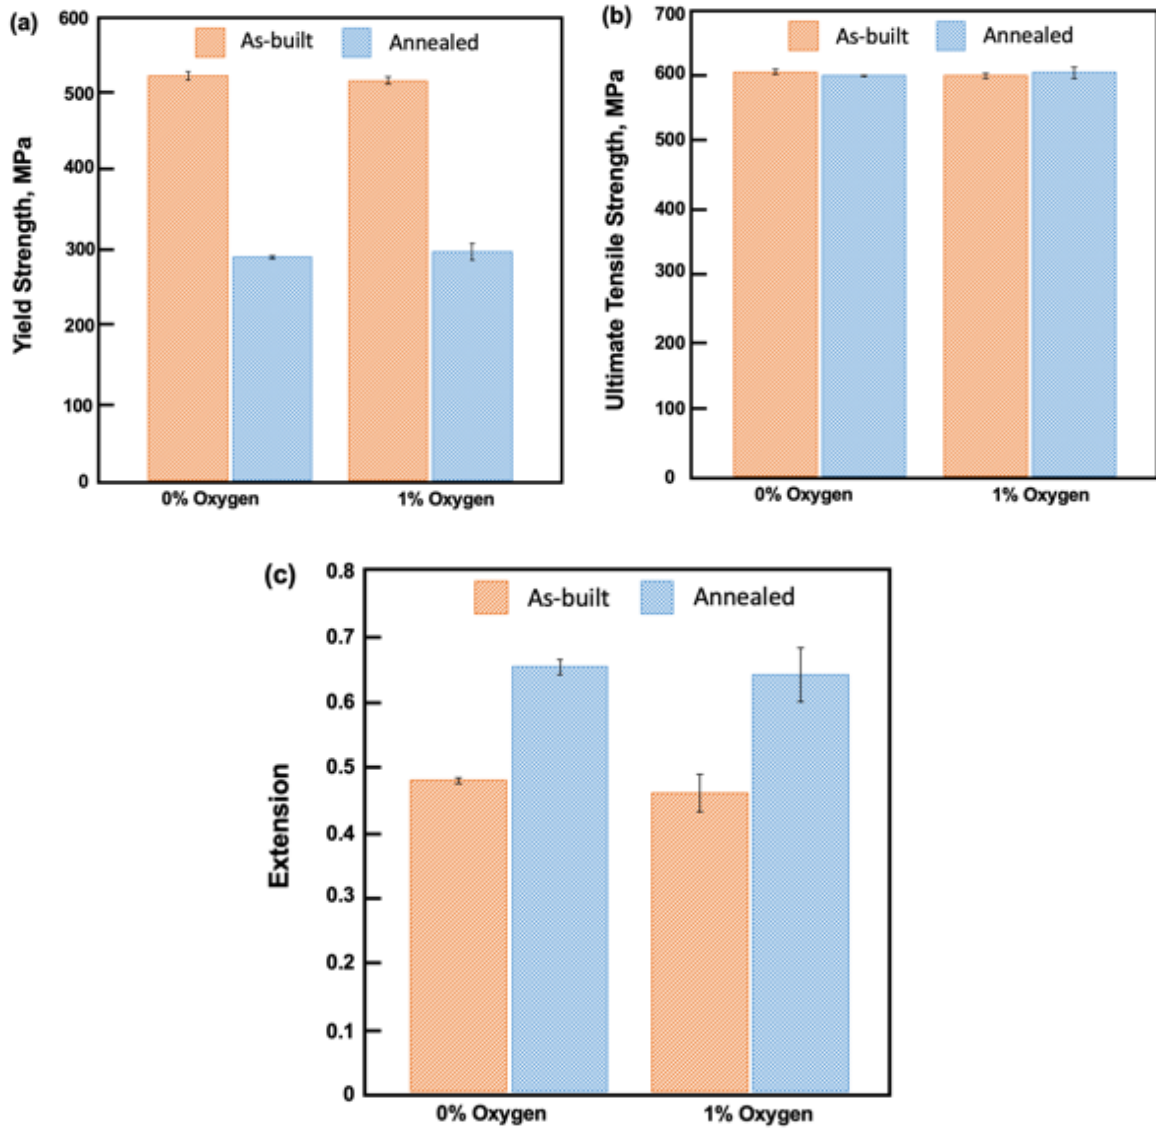 (a)
As-built
Annealed
Yield Strength, MPa
600
500
400
300
200
100
0
0% Oxygen
1% Oxygen
(b)
As-built
Annealed
Ultimate Tensile Strength, MPa
700
600
500
400
300
200
100
0
0% Oxygen
1% Oxygen
(c)
As-built
Annealed
Extension
0.8
0.7
0.6
0.5
0.4
0.3
0.2
0.1
0
0% Oxygen
1% Oxygen